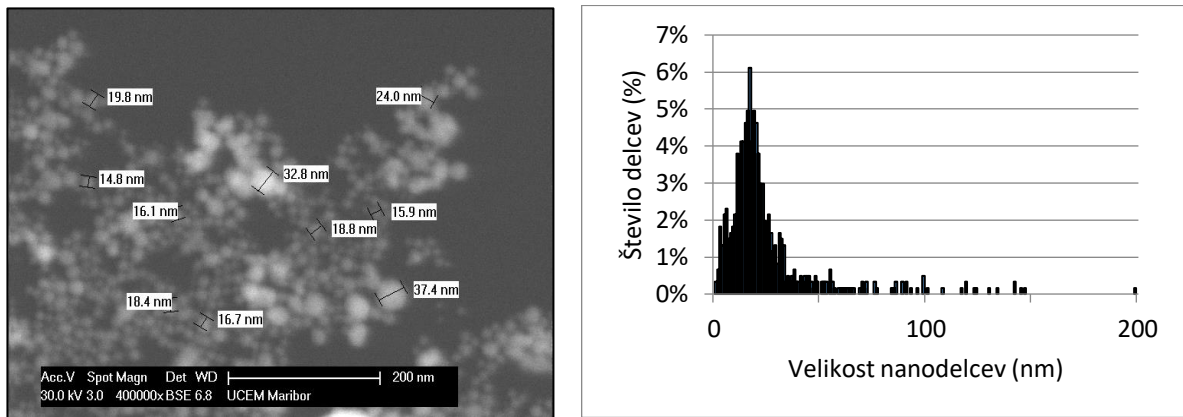 19.8 nm
24.0 nm
14.8 nm
32.8 nm
16.1 nm
15.9 nm
18.8 nm
18.4 nm
37.4 nm
16.7 nm
Acc.V Spot Magn Det WD 200 nm
30.0 kV 3.0 400000x BSE 6.8 UCEM Maribor
7%
6%
5%
4%
3%
2%
1%
0%
Število delcev (%)
0 100 200
Velikost nanodelcev (nm)